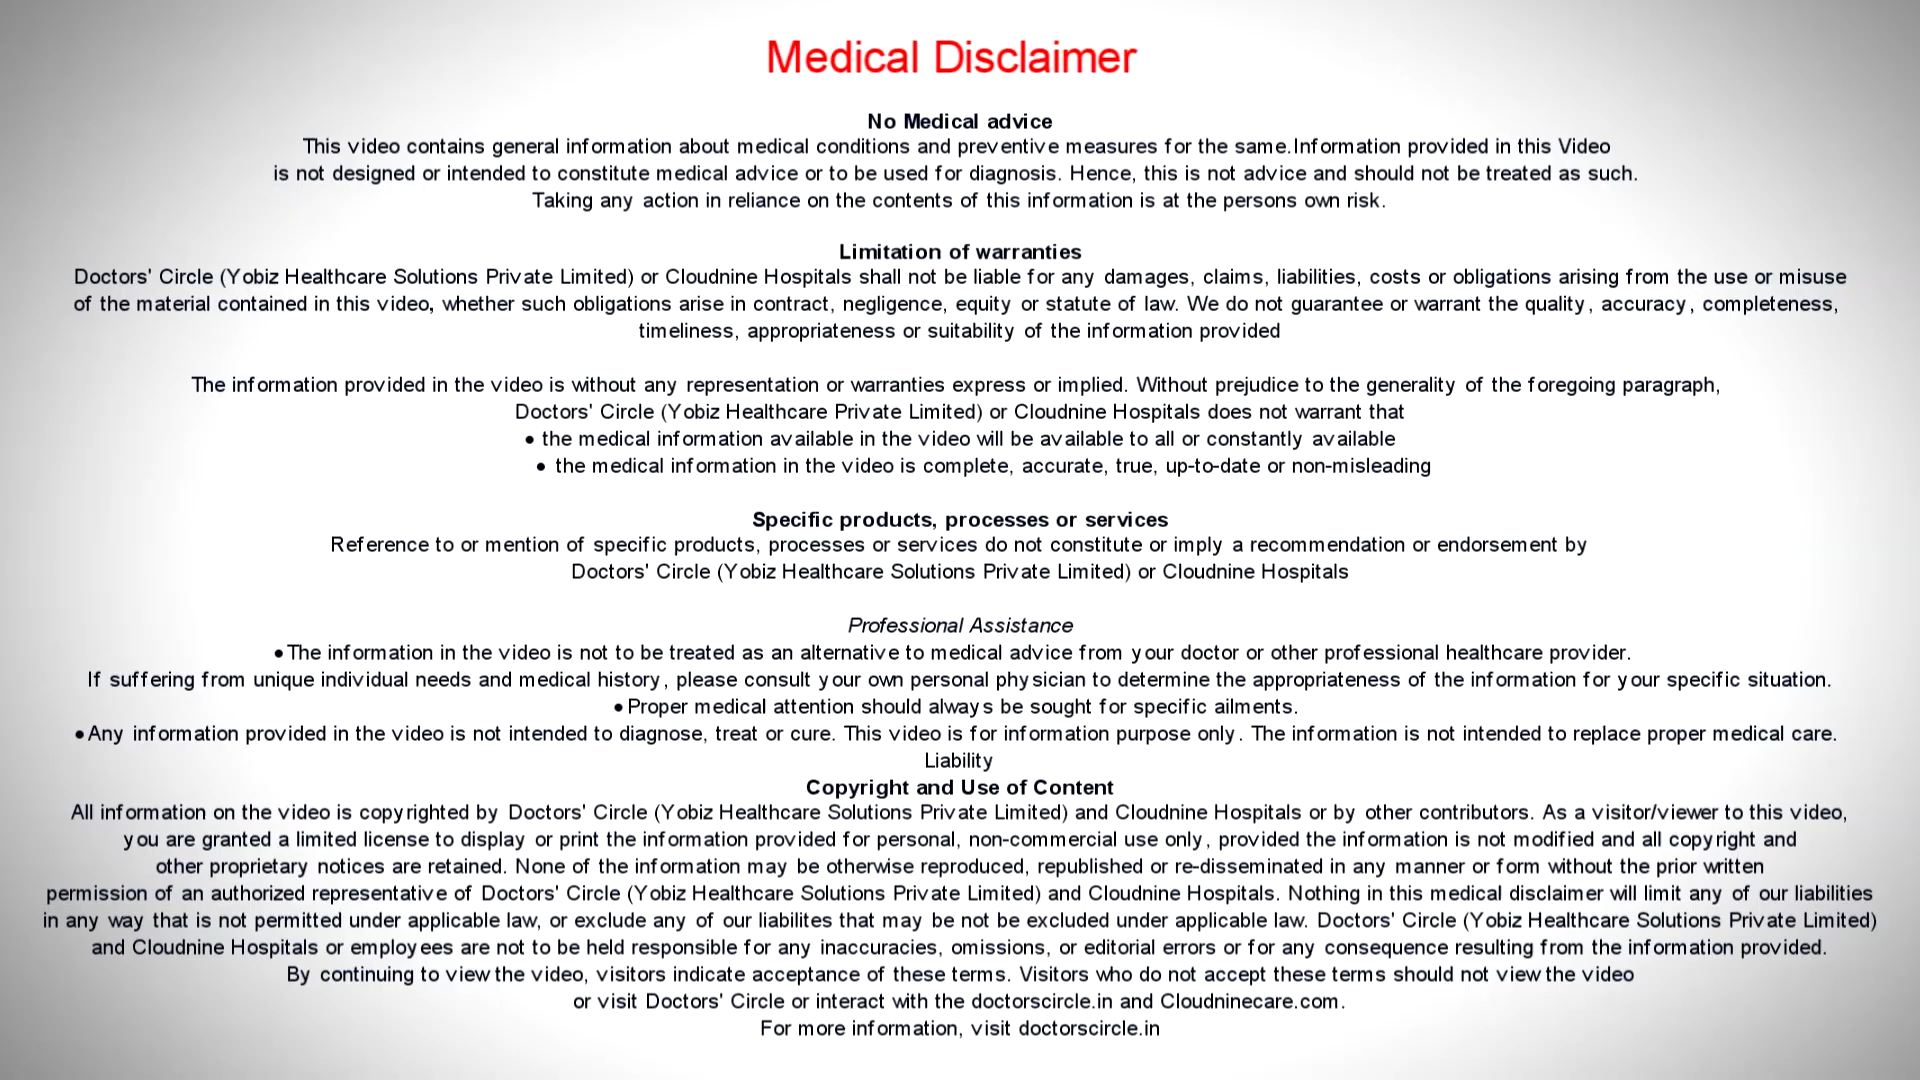 Medical Disclaimer
No Medical advice
This video contains general information about medical conditions and preventive measures for the same.Information provided in this Video
is not designed or intended to constitute medical advice or to be used for diagnosis. Hence, this is not advice and should not be treated as such.
Taking any action in reliance on the contents of this information is at the persons own risk.
Limitation of warranties
Doctors' Circle (Yobiz Healthcare Solutions Private Limited) or Cloudnine Hospitals shall not be liable for any damages, claims, liabilities, costs or obligations arising from the use or misuse
of the material contained in this video, whether such obligations arise in contract, negligence, equity or statute of law. We do not guarantee or warrant the quality, accuracy, completeness,
timeliness, appropriateness or suitability of the information provided
The information provided in the video is without any representation or warranties express or implied. Without prejudice to the generality of the foregoing paragraph,
Doctors' Circle (Yobiz Healthcare Private Limited) or Cloudnine Hospitals does not warrant that
• the medical information available in the video will be available to all or constantly available
• the medical information in the video is complete, accurate, true, up-to-date or non-misleading
Specific products, processes or services
Reference to or mention of specific products, processes or services do not constitute or imply a recommendation or endorsement by
Doctors' Circle (Yobiz Healthcare Solutions Private Limited) or Cloudnine Hospitals
Professional Assistance
•The information in the video is not to be treated as an alternative to medical advice from your doctor or other professional healthcare provider.
If suffering from unique individual needs and medical history, please consult your own personal physician to determine the appropriateness of the information for your specific situation.
•Proper medical attention should always be sought for specific ailments.
•Any information provided in the video is not intended to diagnose, treat or cure. This video is for information purpose only. The information is not intended to replace proper medical care.
Liability
Copyright and Use of Content
All information on the video is copyrighted by Doctors' Circle (Yobiz Healthcare Solutions Private Limited) and Cloudnine Hospitals or by other contributors. As a visitor/viewer to this video,
you are granted a limited license to display or print the information provided for personal, non-commercial use only, provided the information is not modified and all copyright and
other proprietary notices are retained. None of the information may be otherwise reproduced, republished or re-disseminated in any manner or form without the prior written
permission of an authorized representative of Doctors' Circle (Yobiz Healthcare Solutions Private Limited) and Cloudnine Hospitals. Nothing in this medical disclaimer will limit any of our liabilities
in any way that is not permitted under applicable law, or exclude any of our liabilites that may be not be excluded under applicable law. Doctors' Circle (Yobiz Healthcare Solutions Private Limited)
and Cloudnine Hospitals or employees are not to be held responsible for any inaccuracies, omissions, or editorial errors or for any consequence resulting from the information provided.
By continuing to view the video, visitors indicate acceptance of these terms. Visitors who do not accept these terms should not view the video
or visit Doctors' Circle or interact with the doctorscircle.in and Cloudninecare.com.
For more information, visit doctorscircle.in